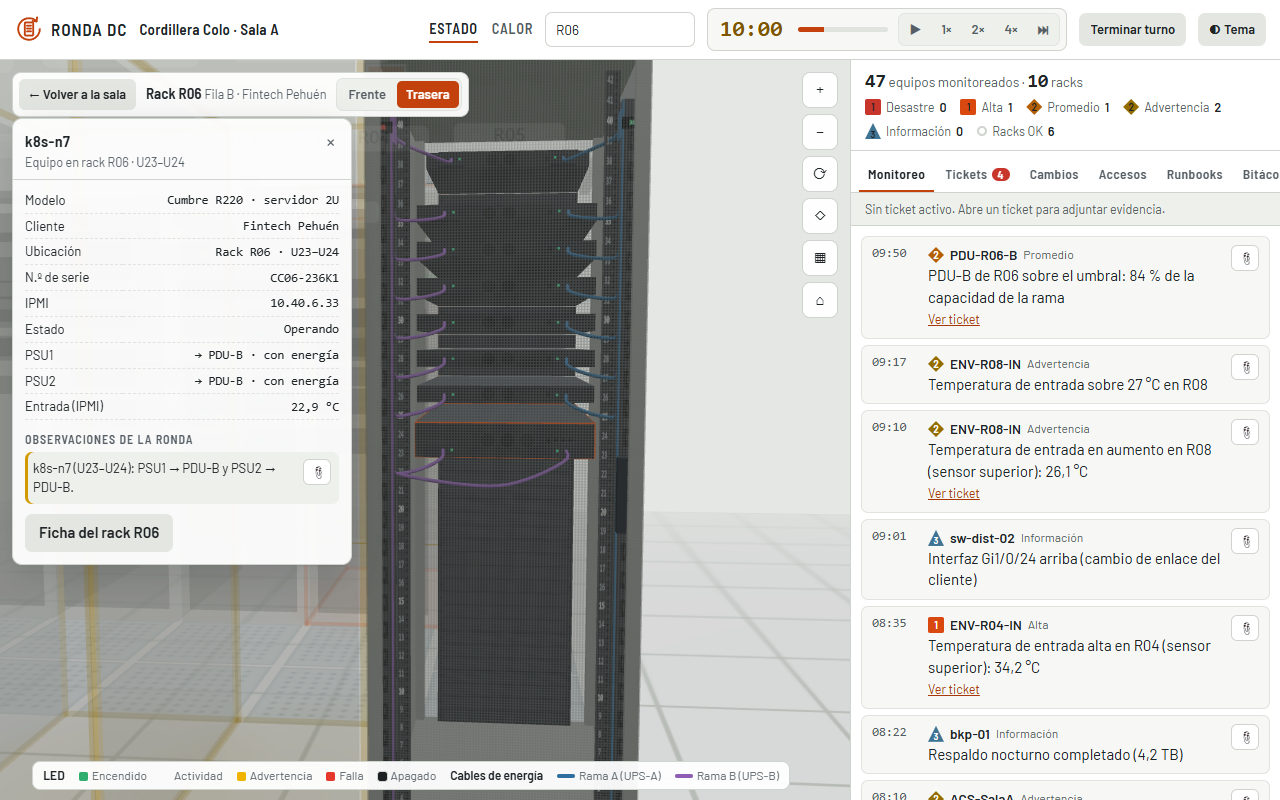 RONDA DC Cordillera Colo · Sala A
ESTADO CALOR R06 10:00 1× 2× 4× Terminar turno Tema
← Volver a la sala Rack R06 Fila B · Fintech Pehuén Frente Trasera
k8s-n7 ×
Equipo en rack R06 · U23–U24
Modelo Cumbre R220 · servidor 2U
Cliente Fintech Pehuén
Ubicación Rack R06 · U23–U24
N.º de serie CC06-236K1
IPMI 10.40.6.33
Estado Operando
PSU1 → PDU-B · con energía
PSU2 → PDU-B · con energía
Entrada (IPMI) 22,9 °C
OBSERVACIONES DE LA RONDA
k8s-n7 (U23–U24): PSU1 → PDU-B y PSU2 →
PDU-B.
Ficha del rack R06
R05
+
−
LED Encendido Actividad Advertencia Falla Apagado Cables de energía Rama A (UPS-A) Rama B (UPS-B)
47 equipos monitoreados · 10 racks
1 Desastre 0 1 Alta 1 2 Promedio 1 2 Advertencia 2
3 Información 0 Racks OK 6
Monitoreo Tickets 4 Cambios Accesos Runbooks Bitáco
Sin ticket activo. Abre un ticket para adjuntar evidencia.
09:50 2 PDU-R06-B Promedio
PDU-B de R06 sobre el umbral: 84 % de la
capacidad de la rama
Ver ticket
09:17 2 ENV-R08-IN Advertencia
Temperatura de entrada sobre 27 °C en R08
09:10 2 ENV-R08-IN Advertencia
Temperatura de entrada en aumento en R08
(sensor superior): 26,1 °C
Ver ticket
09:01 3 sw-dist-02 Información
Interfaz Gi1/0/24 arriba (cambio de enlace del
cliente)
08:35 1 ENV-R04-IN Alta
Temperatura de entrada alta en R04 (sensor
superior): 34,2 °C
Ver ticket
08:22 3 bkp-01 Información
Respaldo nocturno completado (4,2 TB)
08:10 2 ACS-SalaA Advertencia